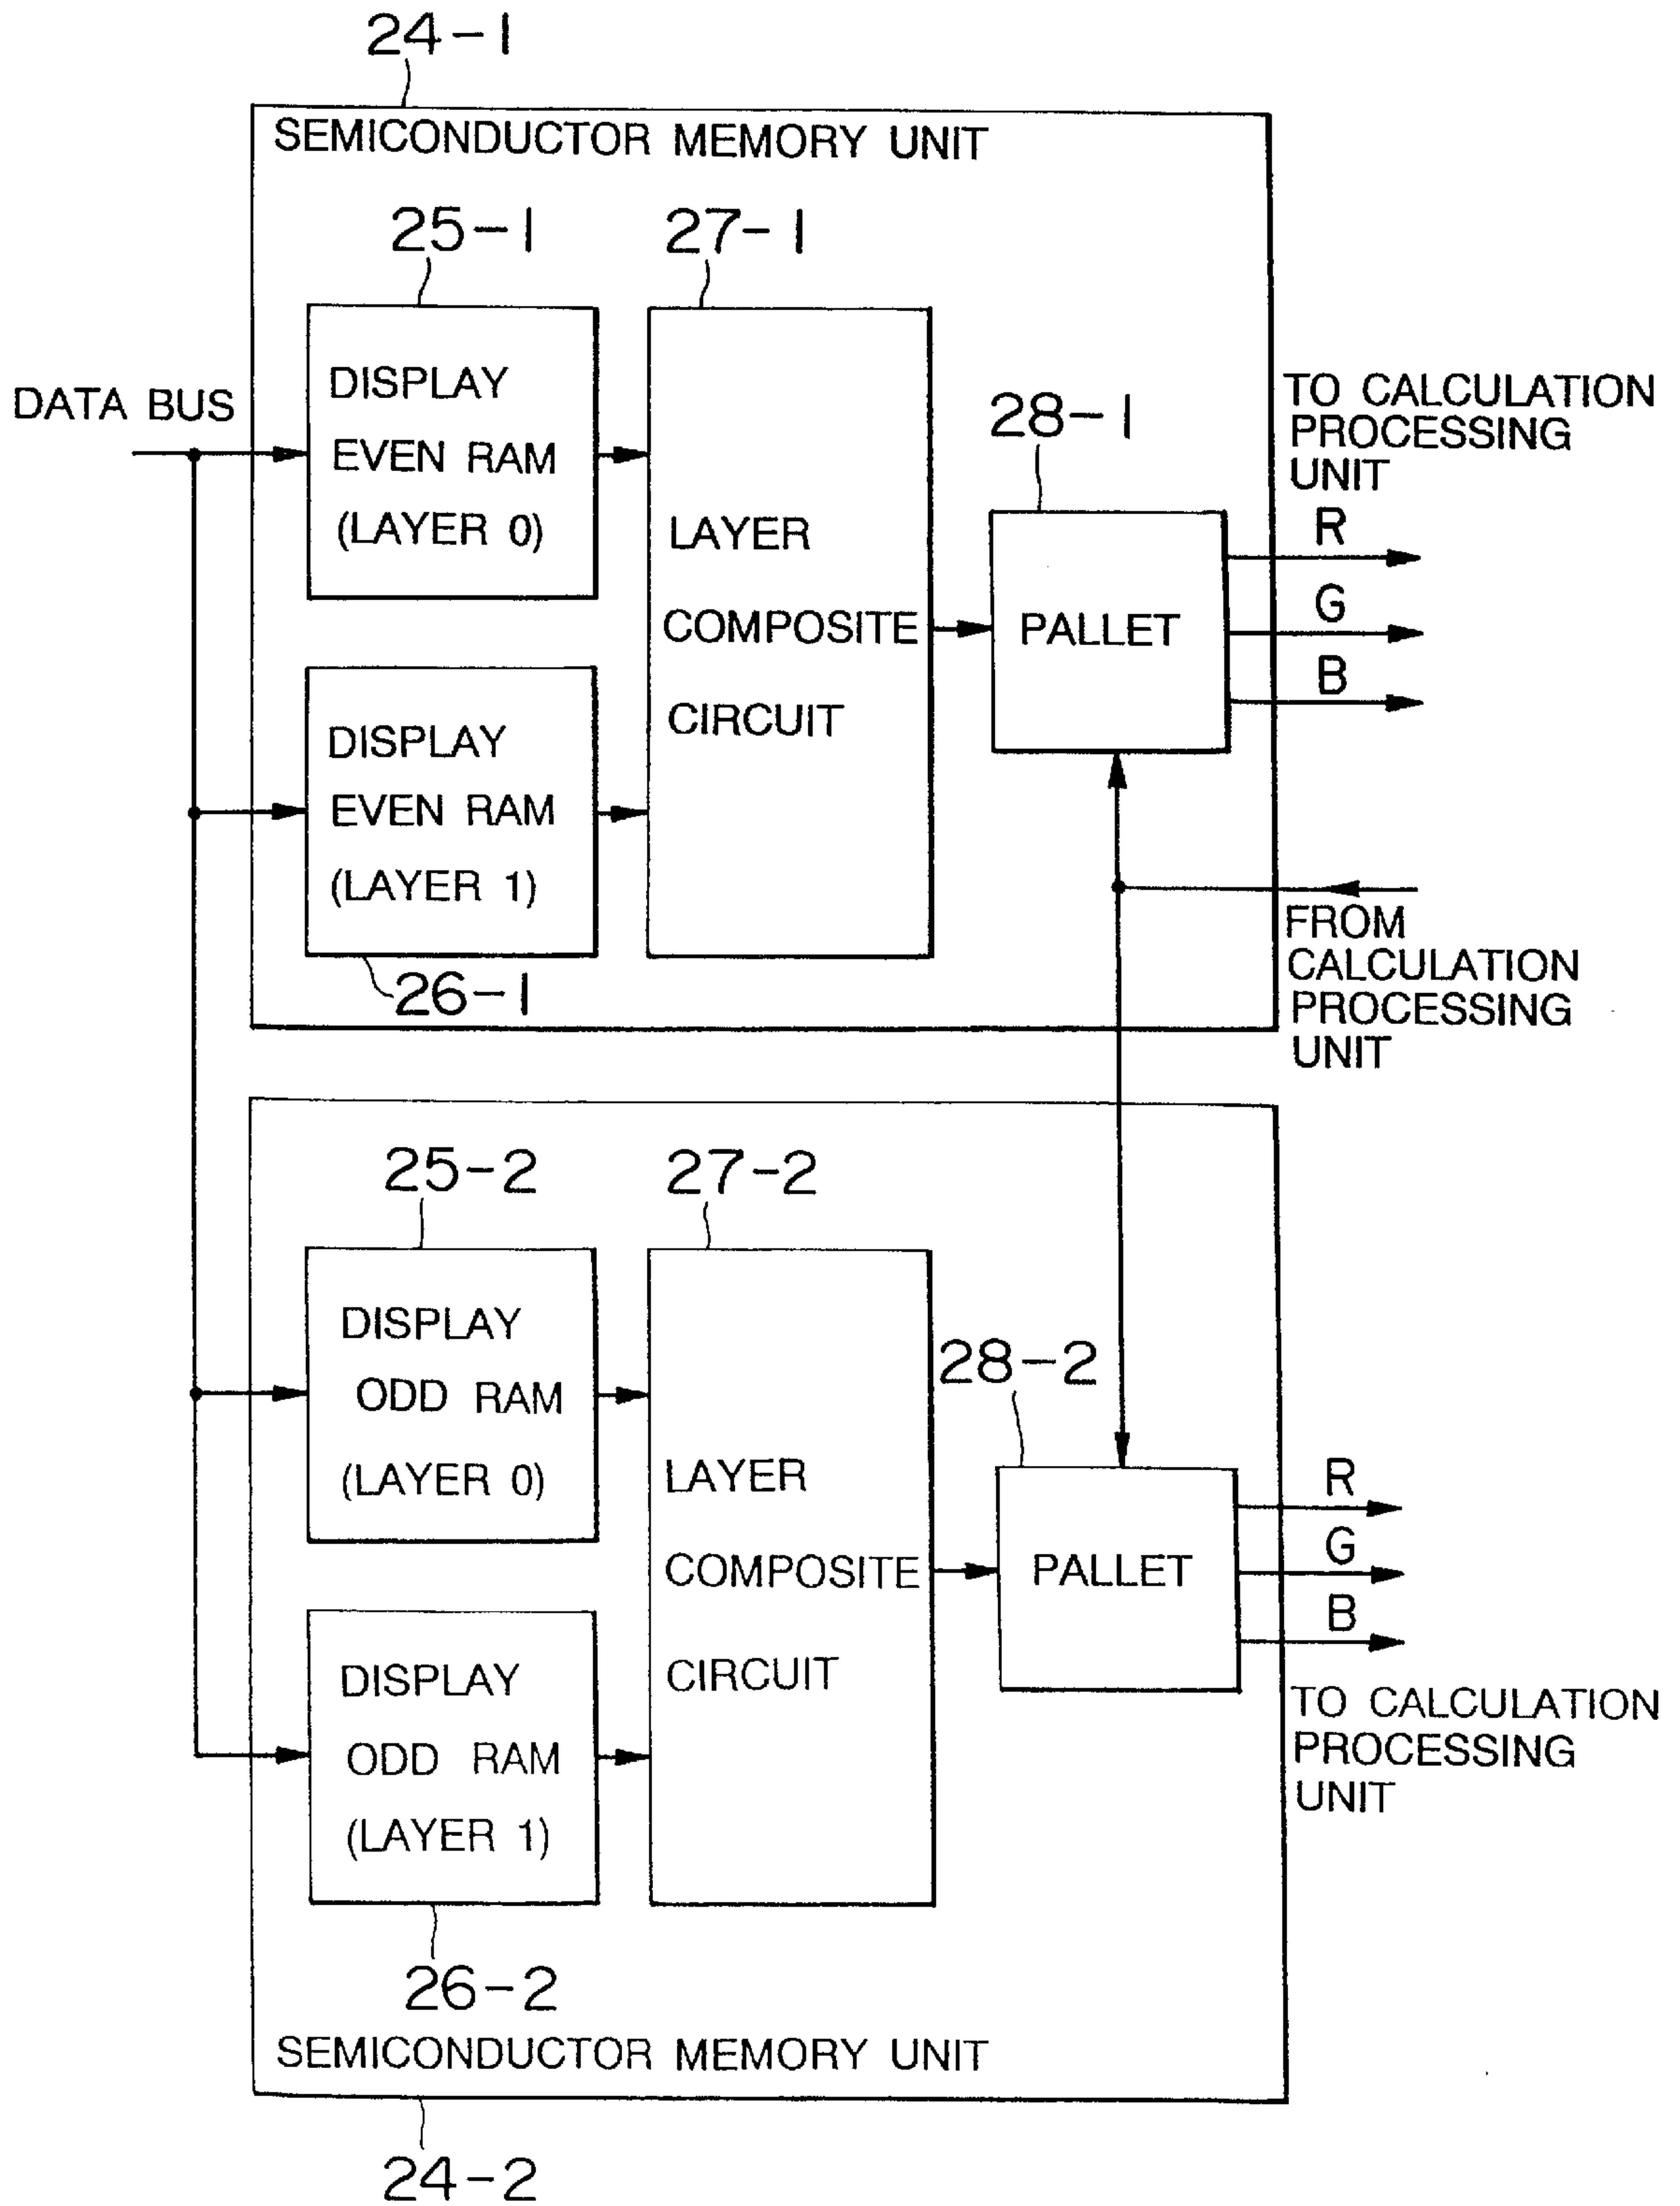 24-1
SEMICONDUCTOR MEMORY UNIT
25-1
27-1
DISPLAY
EVEN RAM
(LAYER 0)
DATA BUS
LAYER
COMPOSITE
CIRCUIT
28-1
PALLET
TO CALCULATION
PROCESSING
UNIT
R
G
B
DISPLAY
EVEN RAM
(LAYER 1)
26-1
FROM
CALCULATION
PROCESSING
UNIT
25-2
27-2
DISPLAY
ODD RAM
(LAYER 0)
LAYER
COMPOSITE
CIRCUIT
28-2
PALLET
R
G
B
TO CALCULATION
PROCESSING
UNIT
DISPLAY
ODD RAM
(LAYER 1)
26-2
SEMICONDUCTOR MEMORY UNIT
24-2